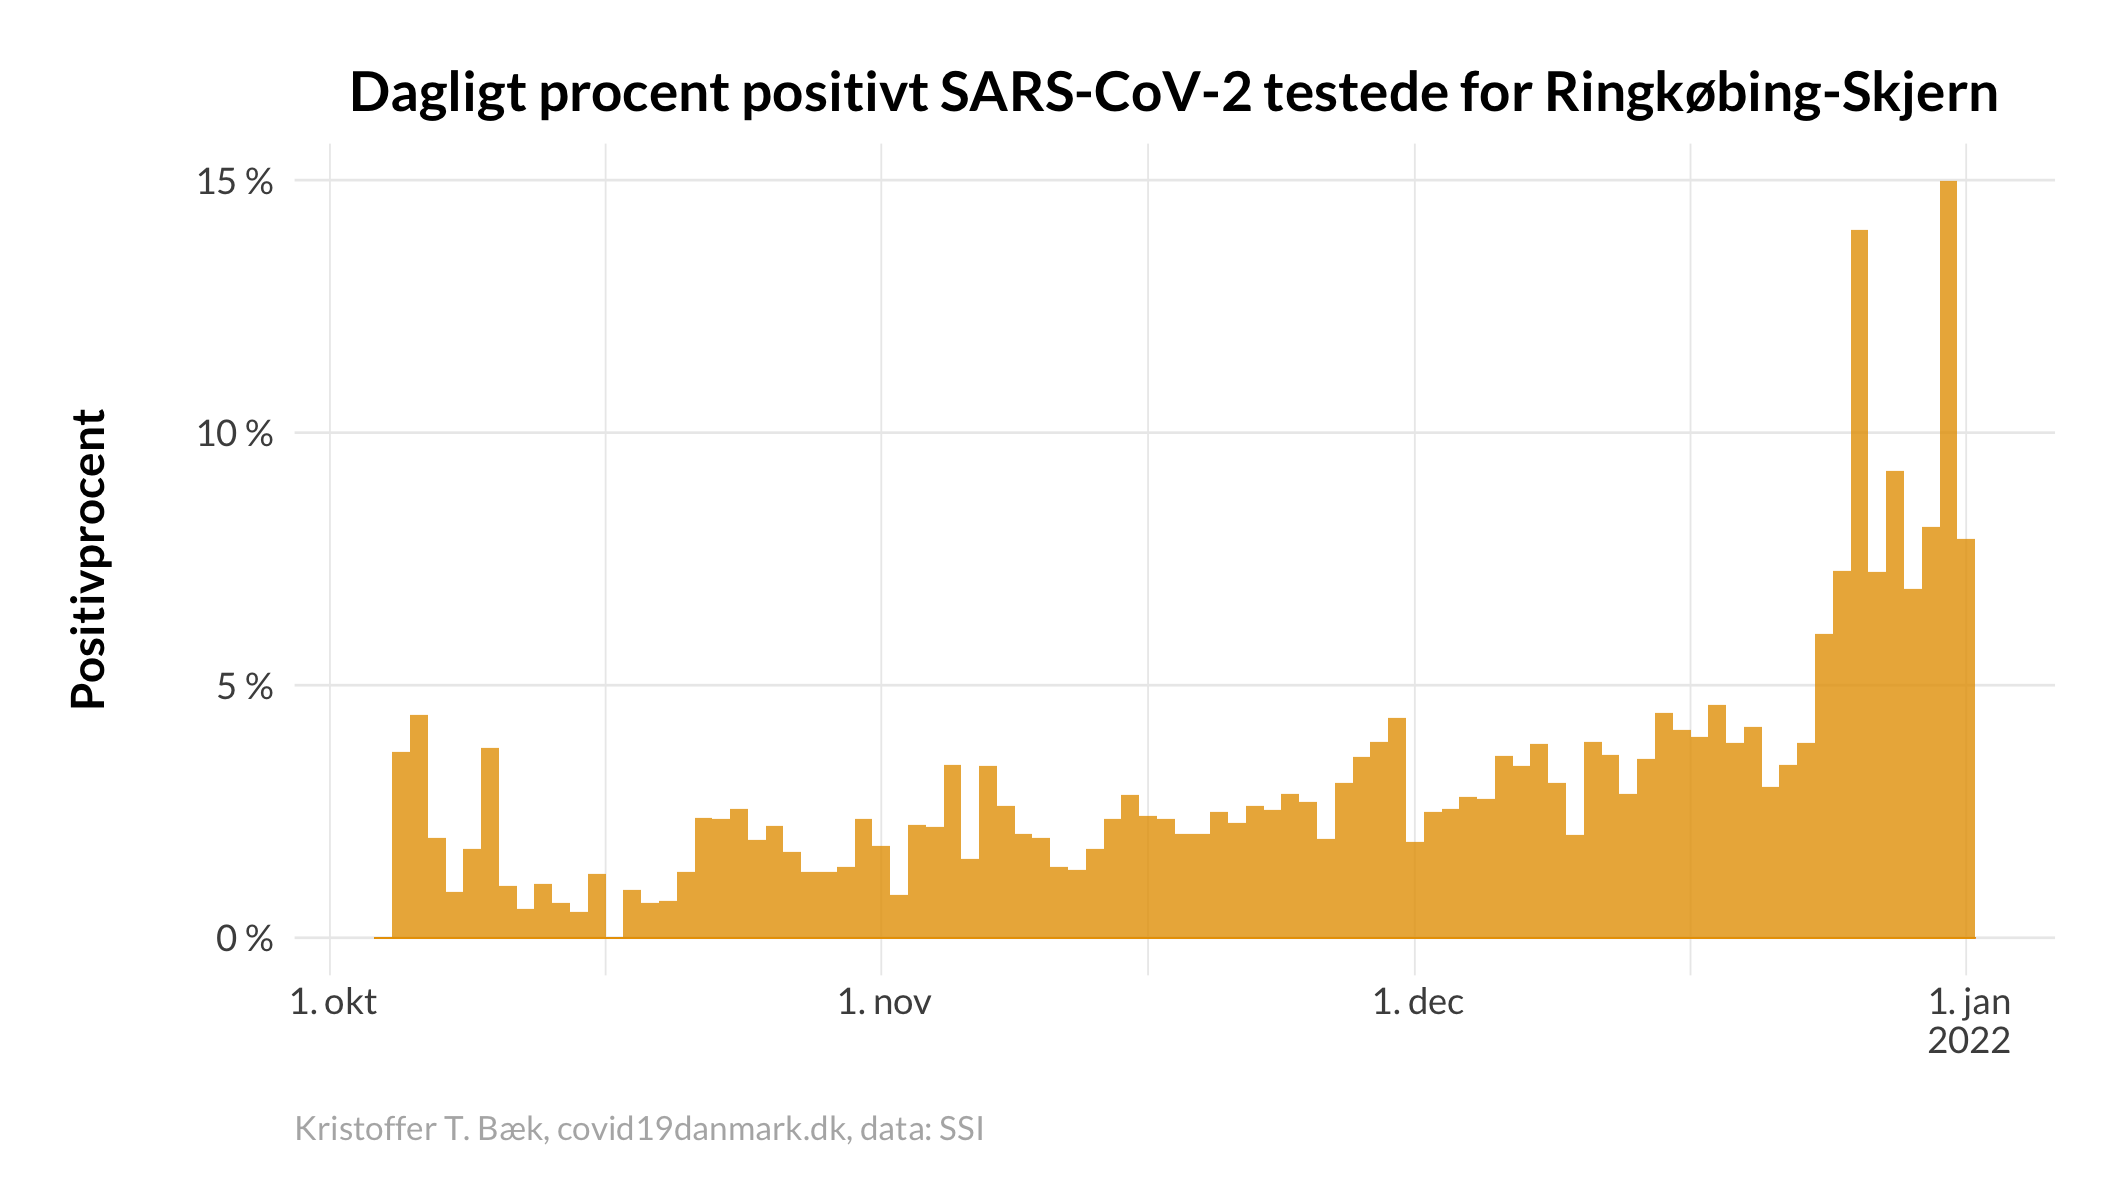 Dagligt procent positivt SARS-CoV-2 testede for Ringkøbing-Skjern
Positivprocent
15 %
10 %
5 %
0 %
1. okt
1. nov
1. dec
1. jan
2022
Kristoffer T. Bæk, covid19danmark.dk, data: SSI